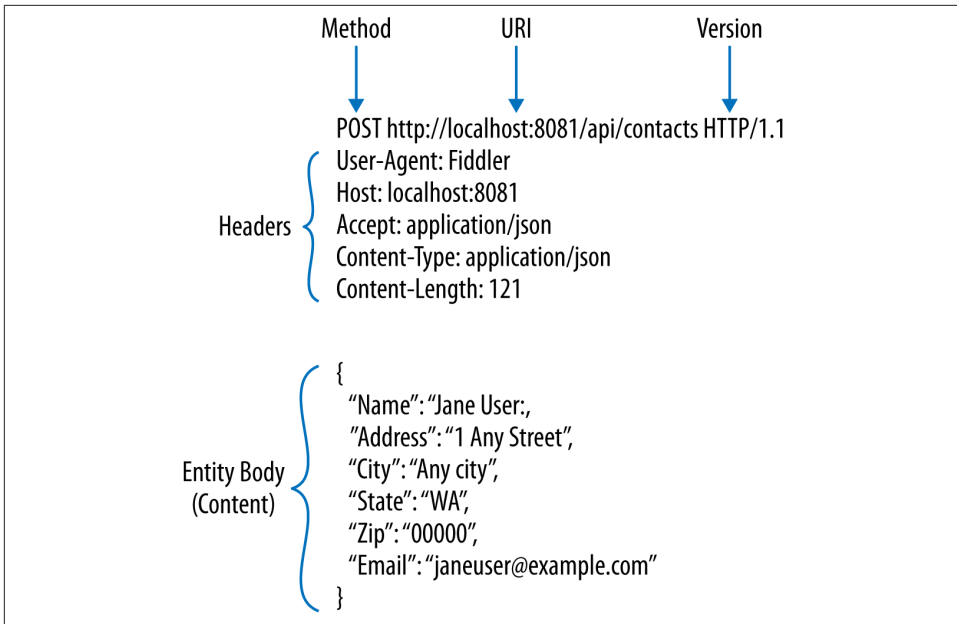 Method URI Version
POST http://localhost:8081/api/contacts HTTP/1.1
User-Agent: Fiddler
Host: localhost:8081
Headers
Accept: application/json
Content-Type: application/json
Content-Length: 121
{
“Name”: “Jane User:,
”Address”: “1 Any Street”,
“City”: “Any city”,
Entity Body
(Content)
“State”: “WA”,
“Zip”: “00000”,
“Email”: “janeuser@example.com”
}